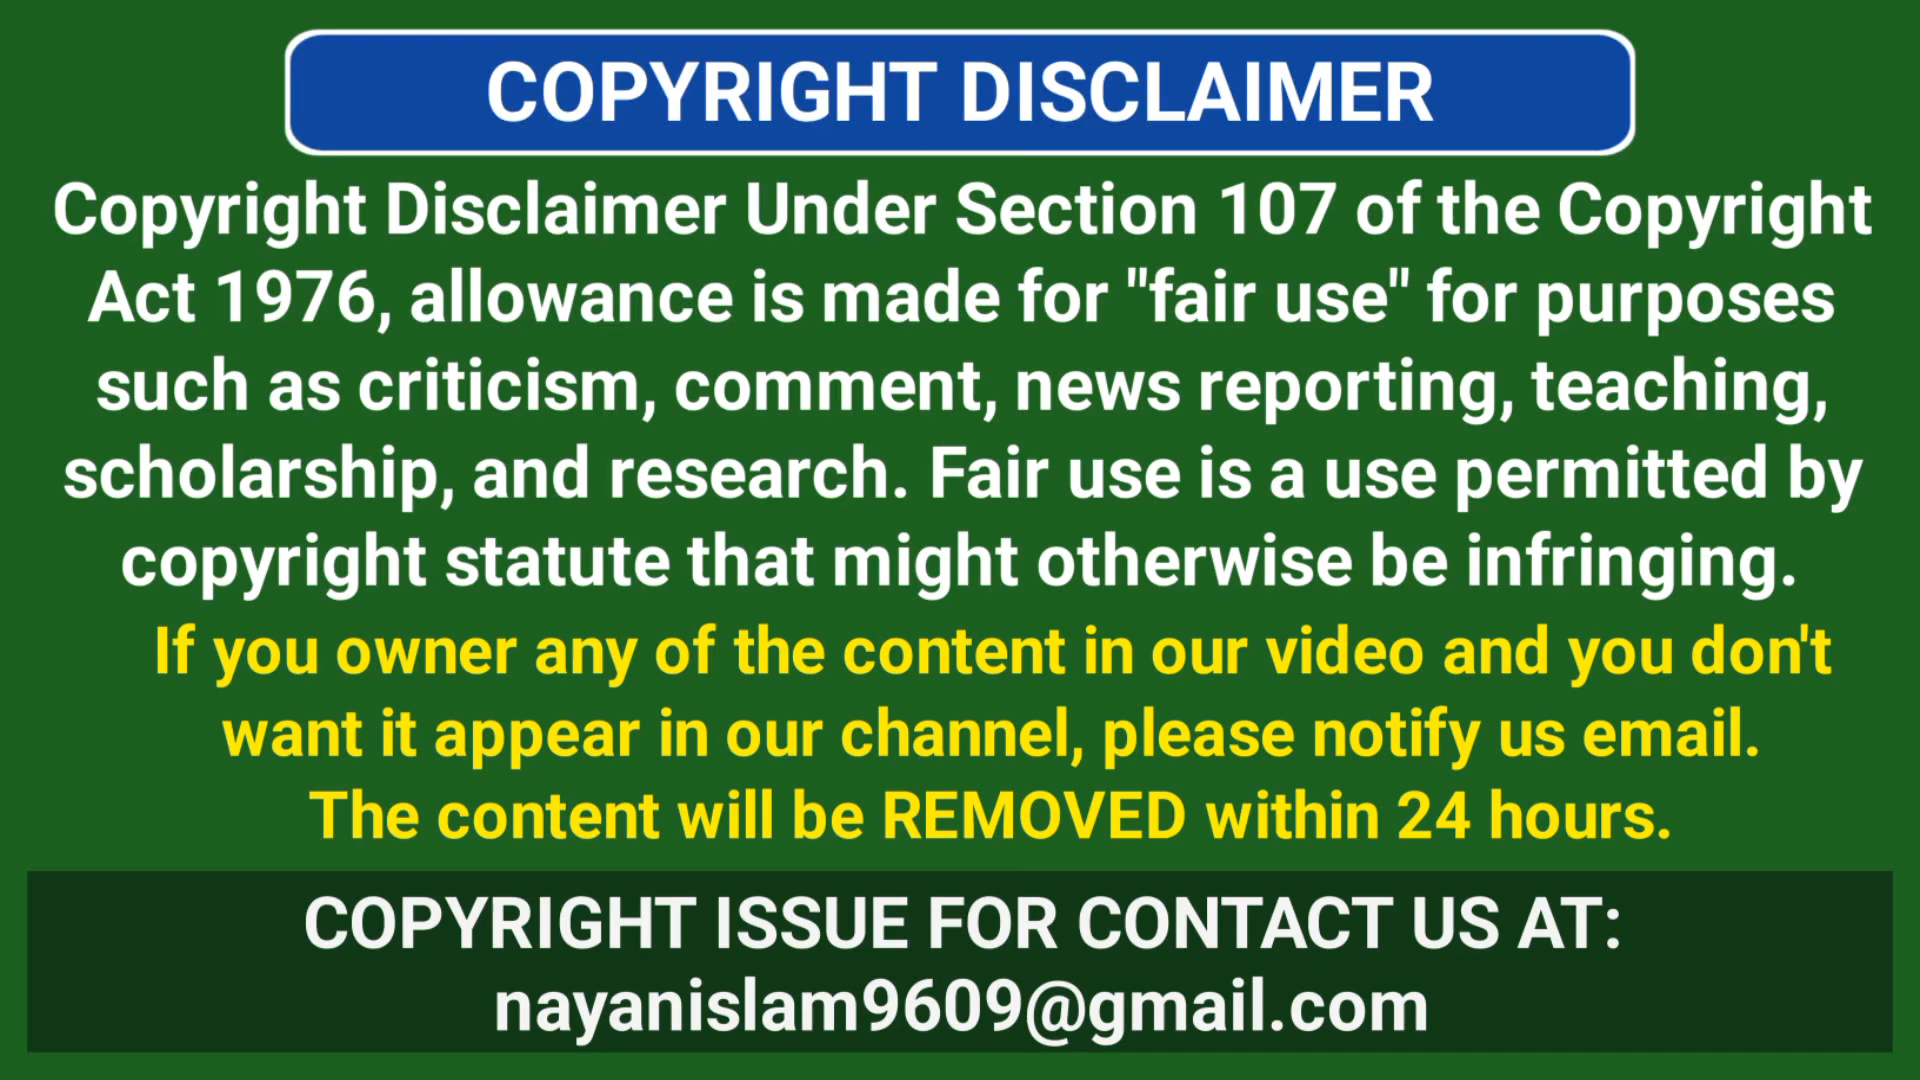 COPYRIGHT DISCLAIMER
Copyright Disclaimer Under Section 107 of the Copyright
Act 1976, allowance is made for "fair use" for purposes
such as criticism, comment, news reporting, teaching,
scholarship, and research. Fair use is a use permitted by
copyright statute that might otherwise be infringing.
If you owner any of the content in our video and you don't
want it appear in our channel, please notify us email.
The content will be REMOVED within 24 hours.
COPYRIGHT ISSUE FOR CONTACT US AT:
nayanislam9609@gmail.com